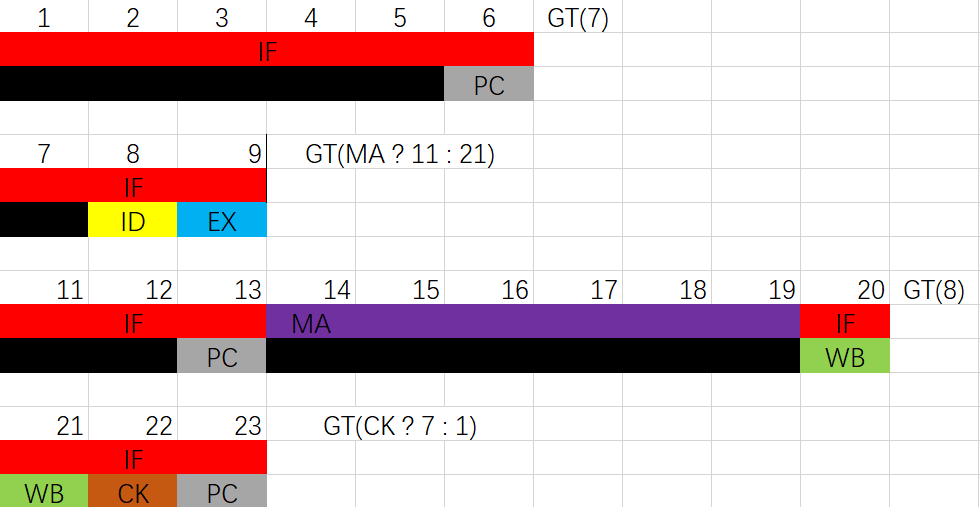 1 2 3 4 5 6 GT(7)
IF
PC
7 8 9 GT(MA ? 11 : 21)
IF
ID EX
11 12 13 14 15 16 17 18 19 20 GT(8)
IF MA IF
PC WB
21 22 23 GT(CK ? 7 : 1)
IF
WB CK PC